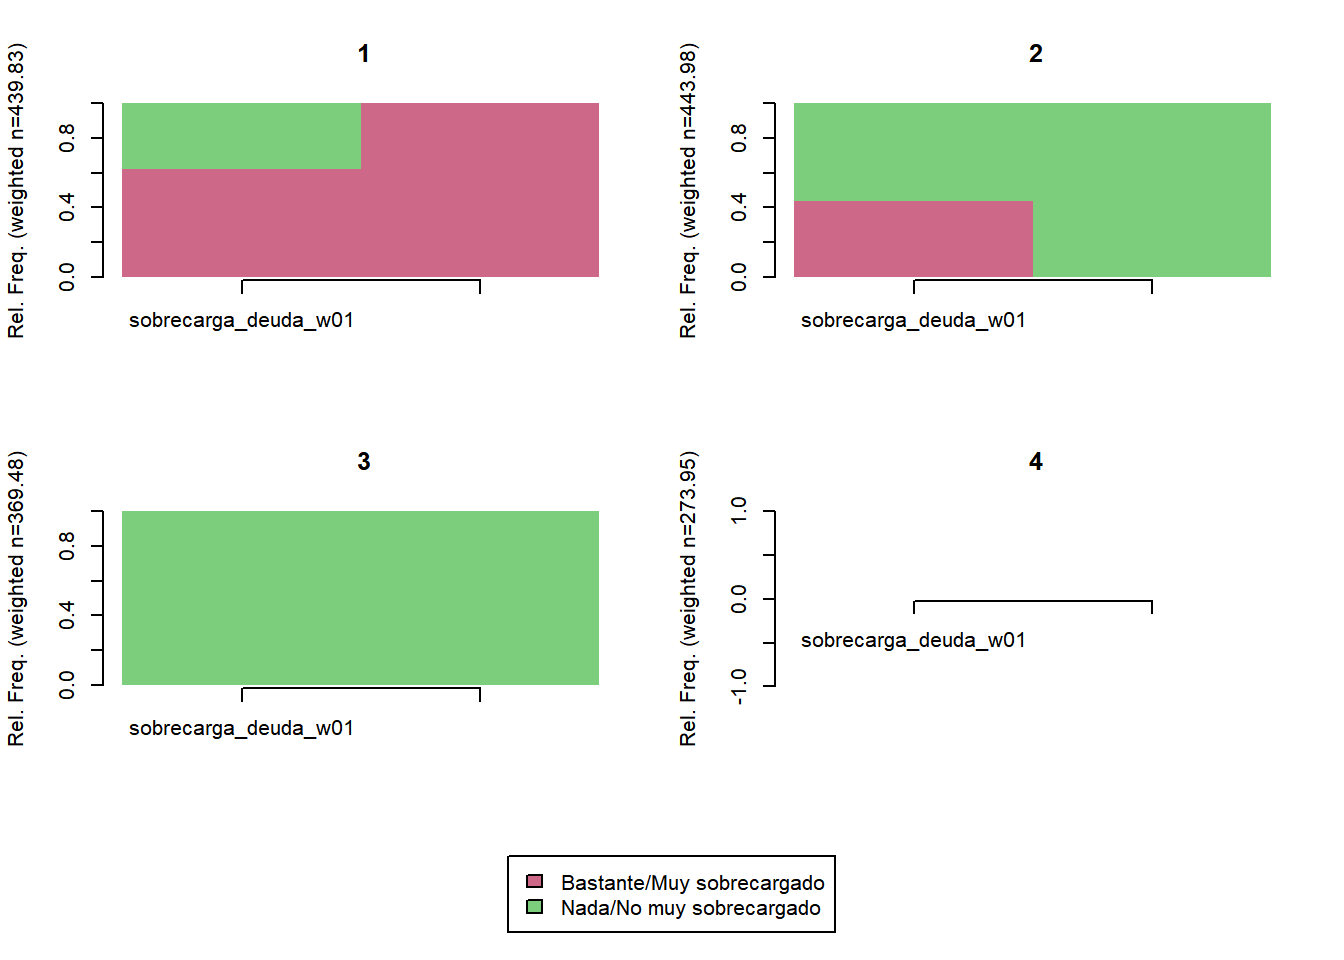 1
Rel. Freq. (weighted n=439.83)
0.0 0.4 0.8
sobrecarga_deuda_w01
2
Rel. Freq. (weighted n=443.98)
0.0 0.4 0.8
sobrecarga_deuda_w01
3
Rel. Freq. (weighted n=369.48)
0.0 0.4 0.8
sobrecarga_deuda_w01
4
Rel. Freq. (weighted n=273.95)
-1.0 0.0 1.0
sobrecarga_deuda_w01
Bastante/Muy sobrecargado
Nada/No muy sobrecargado